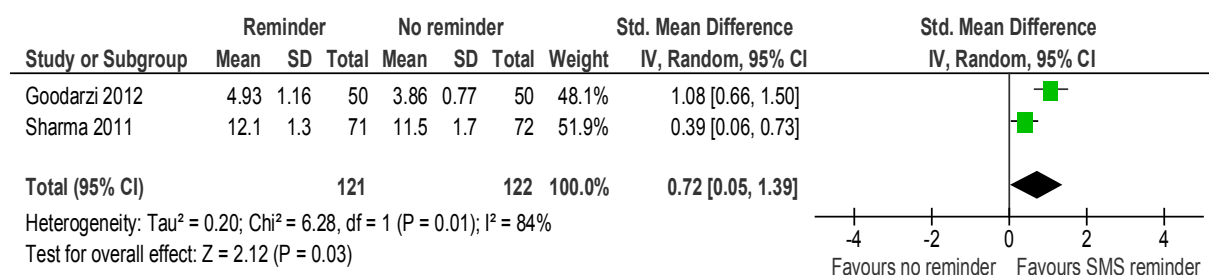 Reminder No reminder Std. Mean Difference Std. Mean Difference
Study or Subgroup Mean SD Total Mean SD Total Weight IV, Random, 95% CI IV, Random, 95% CI
Goodarzi 2012 4.93 1.16 50 3.86 0.77 50 48.1% 1.08 [0.66, 1.50]
Sharma 2011 12.1 1.3 71 11.5 1.7 72 51.9% 0.39 [0.06, 0.73]
Total (95% CI) 121 122 100.0% 0.72 [0.05, 1.39]
Heterogeneity: Tau² = 0.20; Chi² = 6.28, df = 1 (P = 0.01); I² = 84%
Test for overall effect: Z = 2.12 (P = 0.03)
-4 -2 0 2 4
Favours no reminder Favours SMS reminder